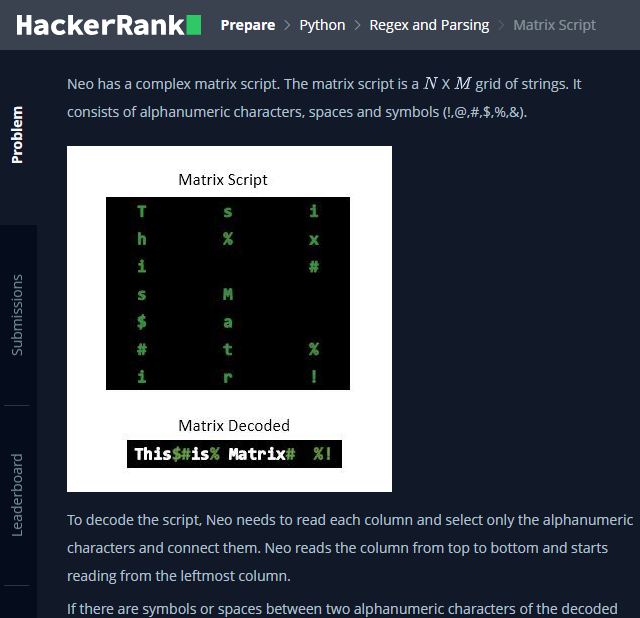 HackerRank Prepare > Python > Regex and Parsing > Matrix Script
Problem
Submissions
Leaderboard
Neo has a complex matrix script. The matrix script is a N X M grid of strings. It
consists of alphanumeric characters, spaces and symbols (!,@,#,$,%,&).
Matrix Script
T s i
h % x
i #
s M
$ a
# t %
i r !
Matrix Decoded
This$#is% Matrix#  %!
To decode the script, Neo needs to read each column and select only the alphanumeric
characters and connect them. Neo reads the column from top to bottom and starts
reading from the leftmost column.
If there are symbols or spaces between two alphanumeric characters of the decoded